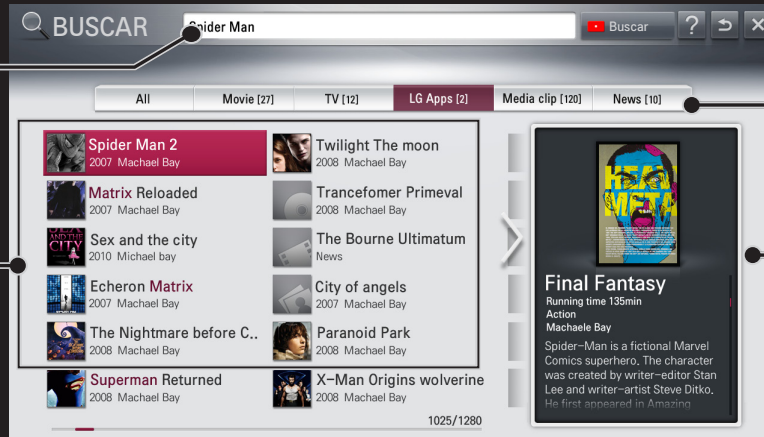 BUSCAR
Spider Man
Buscar
?
All
Movie [27]
TV [12]
LG Apps [2]
Media clip [120]
News [10]
Spider Man 2
2007 Machael Bay
Twilight The moon
2008 Machael Bay
Matrix Reloaded
2007 Machael Bay
Trancefomer Primeval
2008 Machael Bay
SEX
AND THE
CITY
Sex and the city
2010 Michael bay
The Bourne Ultimatum
News
Echeron Matrix
2007 Machael Bay
City of angels
2007 Machael Bay
The Nightmare before C..
2008 Machael Bay
Paranoid Park
2008 Machael Bay
Superman Returned
2008 Machael Bay
X-Man Origins wolverine
2008 Machael Bay
1025/1280
HEAVY
META
Final Fantasy
Running time 135min
Action
Machaele Bay
Spider-Man is a fictional Marvel
Comics superhero. The character
was created by writer-editor Stan
Lee and writer-artist Steve Ditko.
He first appeared in Amazing